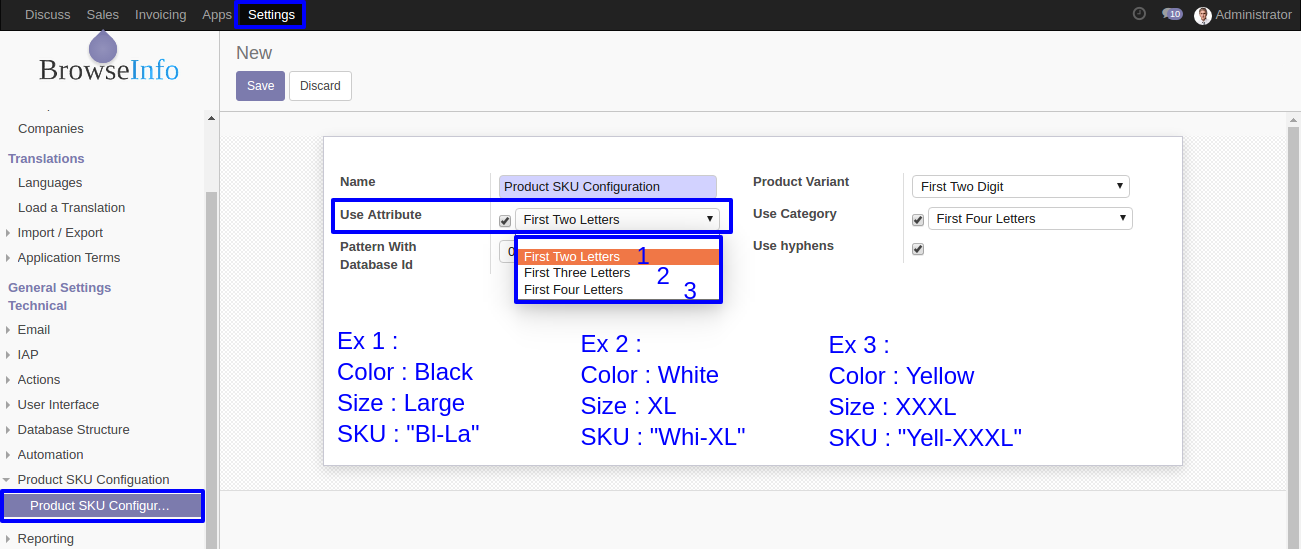 Discuss Sales Invoicing Apps Settings 10 Administrator
BrowseInfo
Companies
Translations
Languages
Load a Translation
Import / Export
Application Terms
General Settings
Technical
Email
IAP
Actions
User Interface
Database Structure
Automation
Product SKU Configuation
Product SKU Configur...
Reporting
New
Save Discard
Name Product SKU Configuration
Use Attribute First Two Letters
Pattern With
Database Id
First Two Letters 1
First Three Letters 2
First Four Letters 3
Product Variant First Two Digit
Use Category First Four Letters
Use hyphens
Ex 1 :
Color : Black
Size : Large
SKU : "Bl-La"
Ex 2 :
Color : White
Size : XL
SKU : "Whi-XL"
Ex 3 :
Color : Yellow
Size : XXXL
SKU : "Yell-XXXL"